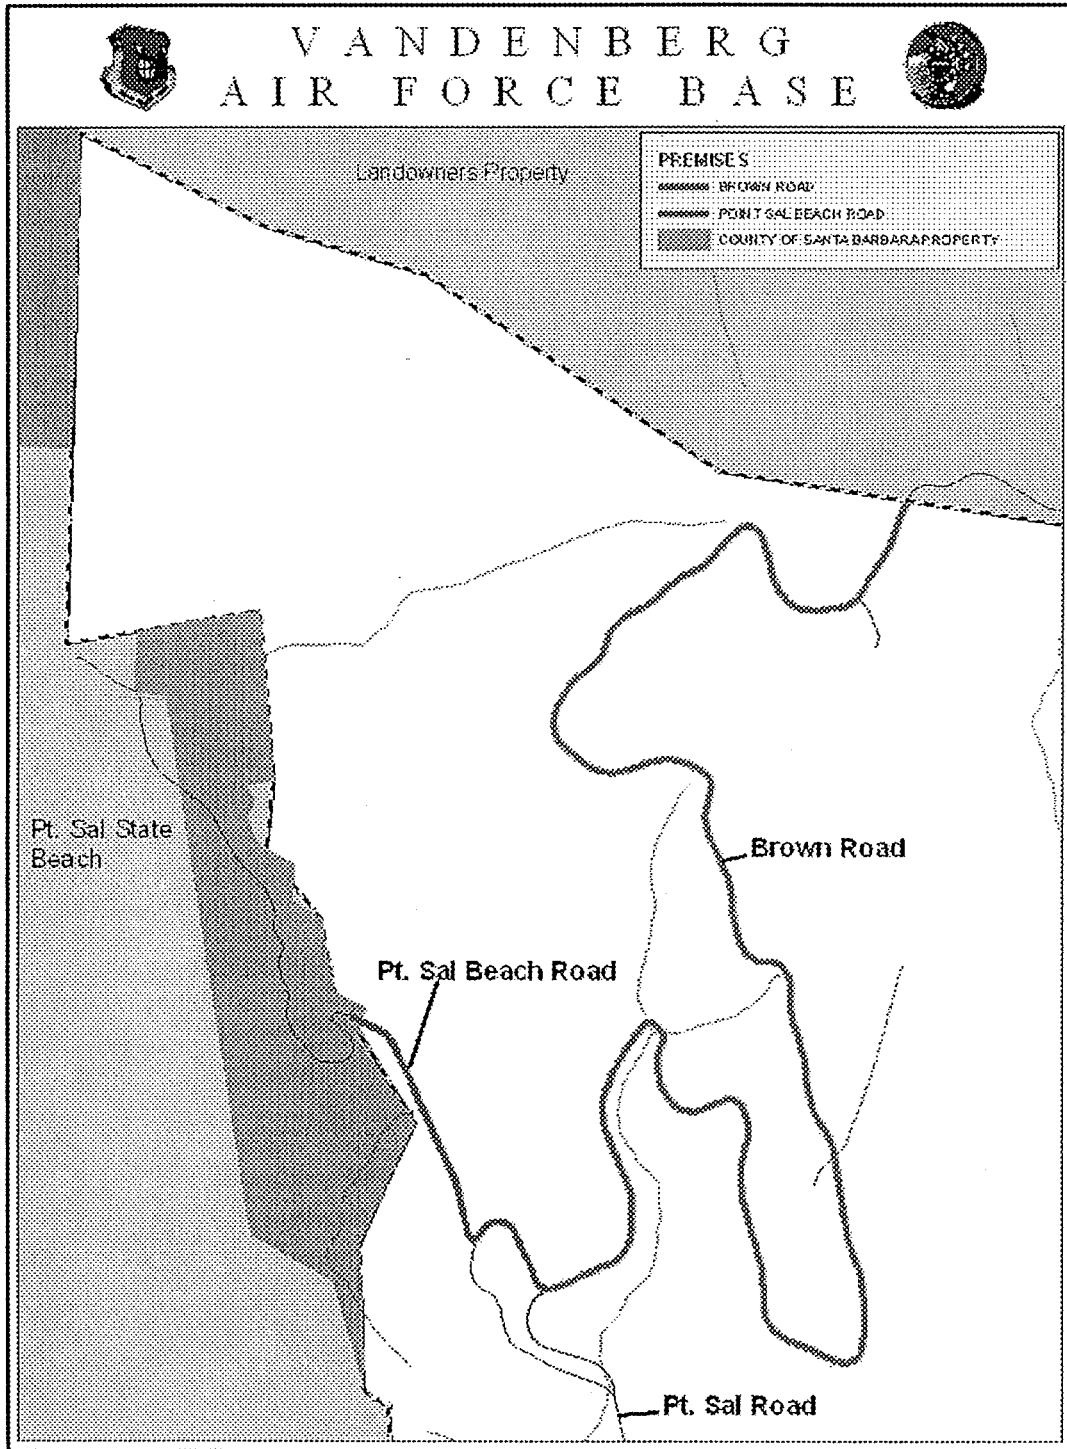 VANDENBERG
AIR FORCE BASE
Landowners Property
PREMISES
BROWN ROAD
POINT SAL BEACH ROAD
COUNTY OF SANTA BARBARA PROPERTY
Pt. Sal State
Beach
Brown Road
Pt. Sal Beach Road
Pt. Sal Road